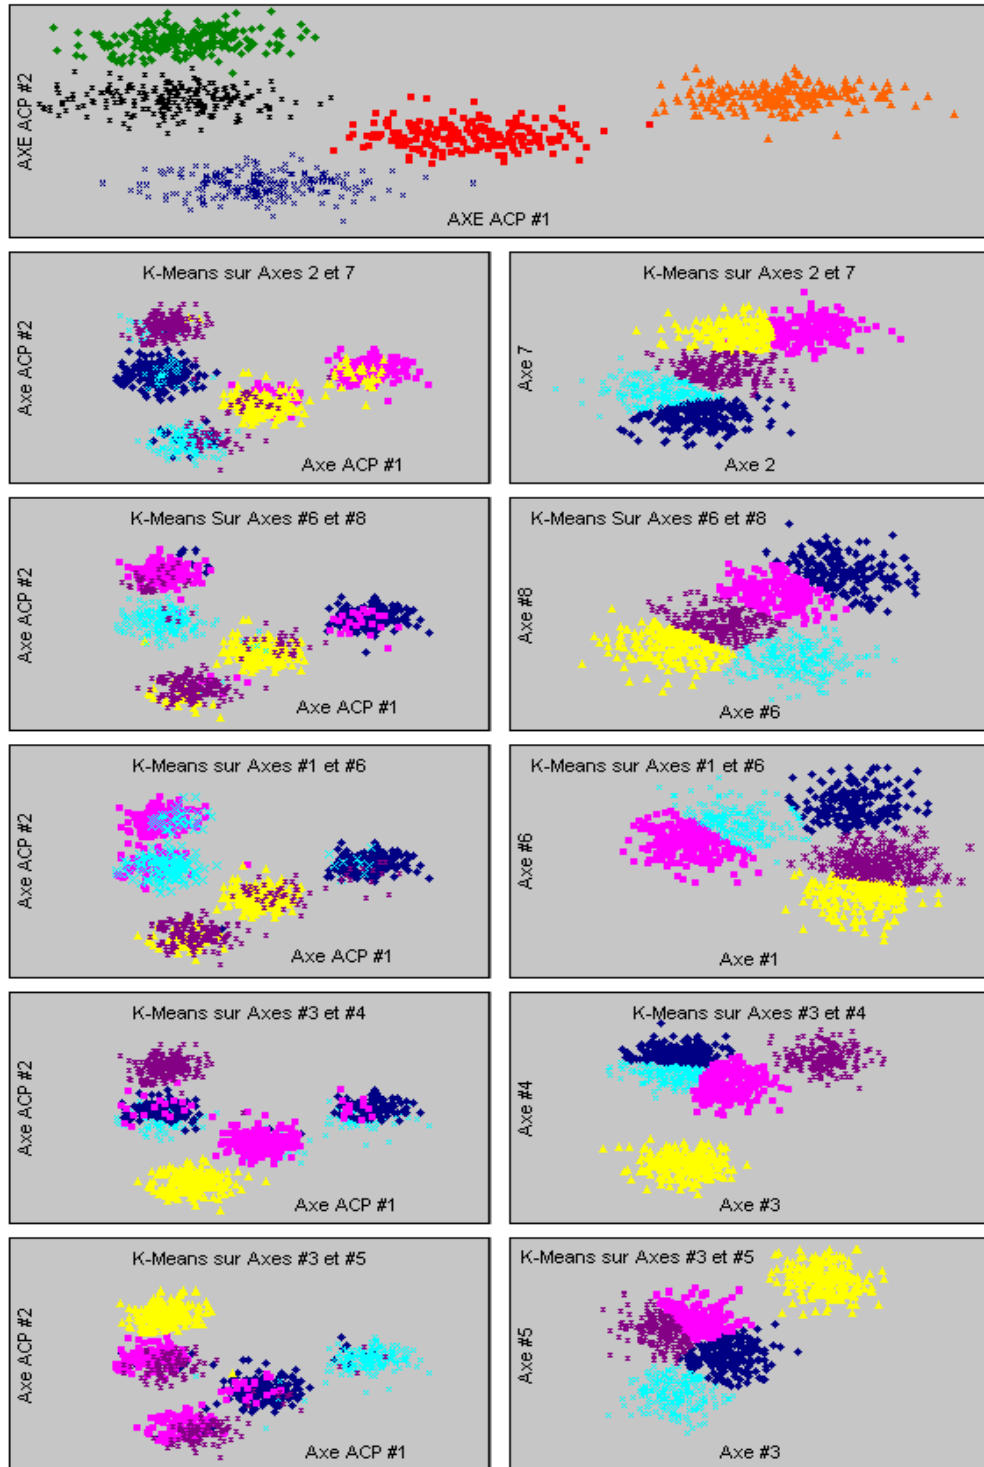 AXE ACP #2
AXE ACP #1
K-Means sur Axes 2 et 7
Axe ACP #2
Axe ACP #1
K-Means sur Axes 2 et 7
Axe 7
Axe 2
K-Means Sur Axes #6 et #8
Axe ACP #2
Axe ACP #1
K-Means Sur Axes #6 et #8
Axe #8
Axe #6
K-Means sur Axes #1 et #6
Axe ACP #2
Axe ACP #1
K-Means sur Axes #1 et #6
Axe #6
Axe #1
K-Means sur Axes #3 et #4
Axe ACP #2
Axe ACP #1
K-Means sur Axes #3 et #4
Axe #4
Axe #3
K-Means sur Axes #3 et #5
Axe ACP #2
Axe ACP #1
K-Means sur Axes #3 et #5
Axe #5
Axe #3